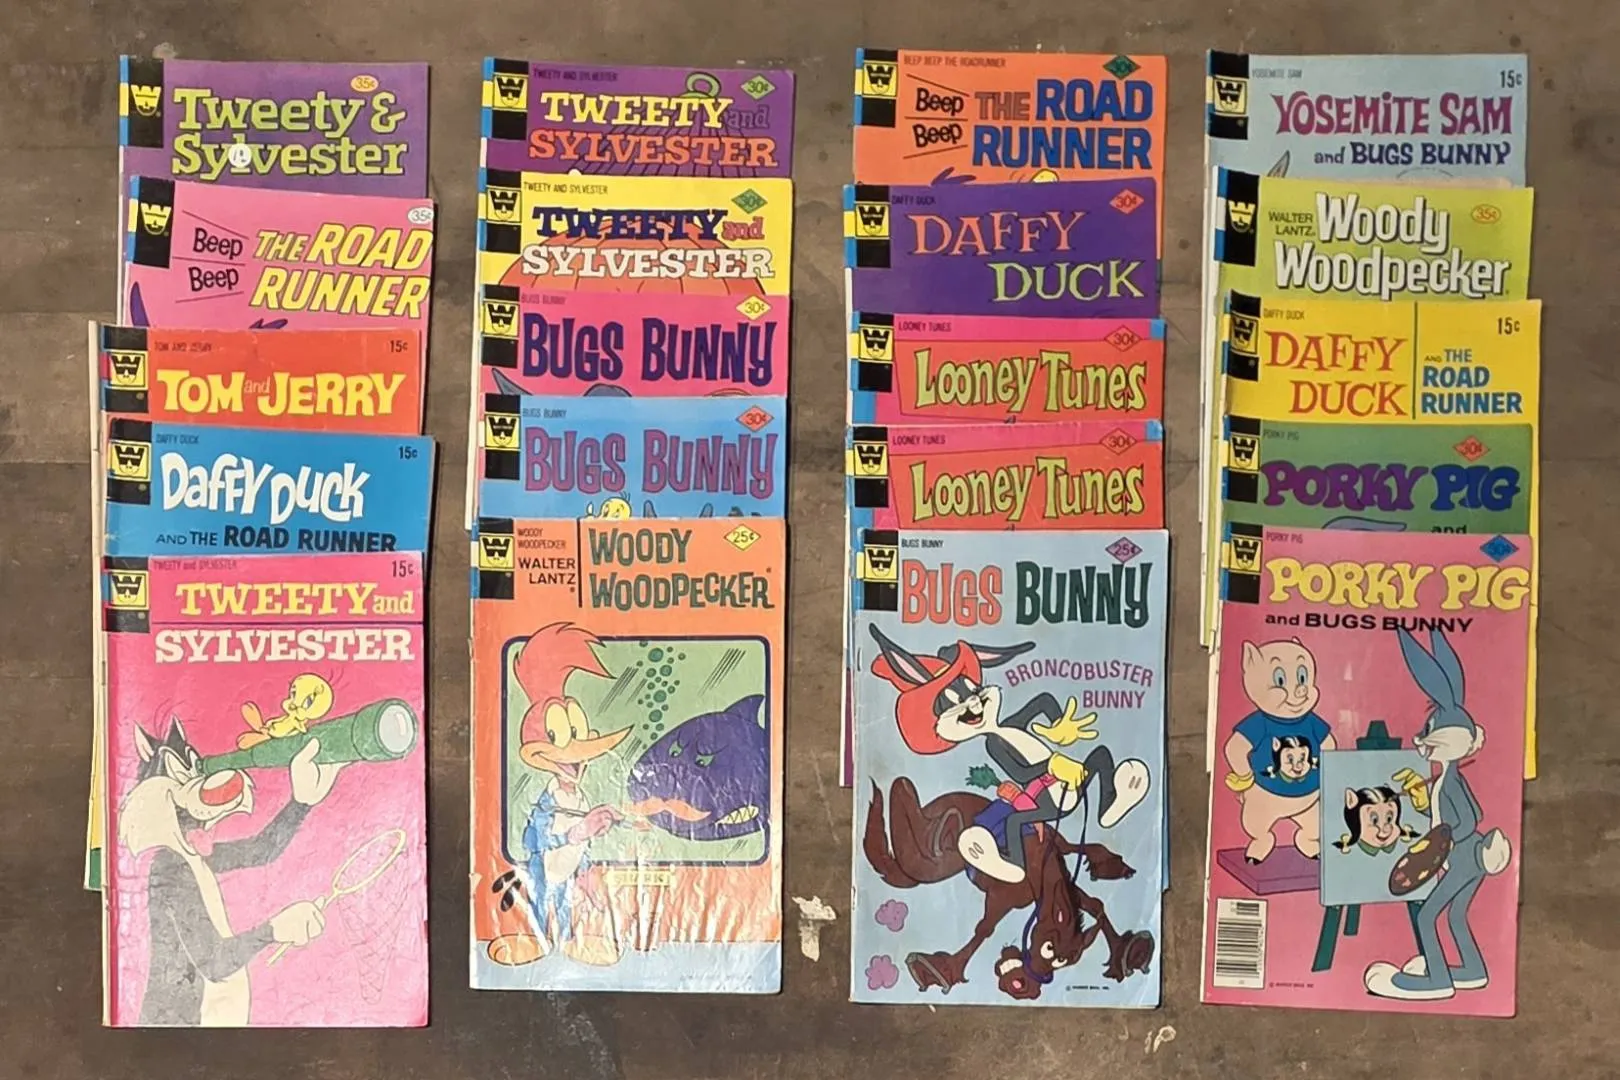 35¢
Tweety &
Sylvester
35¢
Beep
Beep
THE ROAD
RUNNER
TOM AND JERRY
15¢
TOM and JERRY
DAFFY DUCK
15¢
Daffy Duck
AND THE ROAD RUNNER
TWEETY and SYLVESTER
15¢
TWEETY and
SYLVESTER
TWEETY AND SYLVESTER
30¢
TWEETY and
SYLVESTER
TWEETY AND SYLVESTER
30¢
TWEETY and
SYLVESTER
BUGS BUNNY
30¢
BUGS BUNNY
BUGS BUNNY
30¢
BUGS BUNNY
WOODY
WOODPECKER
25¢
WALTER
LANTZ
WOODY
WOODPECKER
SHARK
BEEP BEEP THE ROADRUNNER
30¢
Beep
Beep
THE ROAD
RUNNER
DAFFY DUCK
30¢
DAFFY
DUCK
LOONEY TUNES
30¢
Looney Tunes
LOONEY TUNES
30¢
Looney Tunes
BUGS BUNNY
25¢
BUGS BUNNY
BRONCOBUSTER
BUNNY
YOSEMITE SAM
15¢
YOSEMITE SAM
and BUGS BUNNY
35¢
WALTER
LANTZ
Woody
Woodpecker
DAFFY DUCK
15¢
DAFFY
DUCK
AND THE
ROAD
RUNNER
PORKY PIG
30¢
PORKY PIG
and
PORKY PIG
30¢
PORKY PIG
and BUGS BUNNY